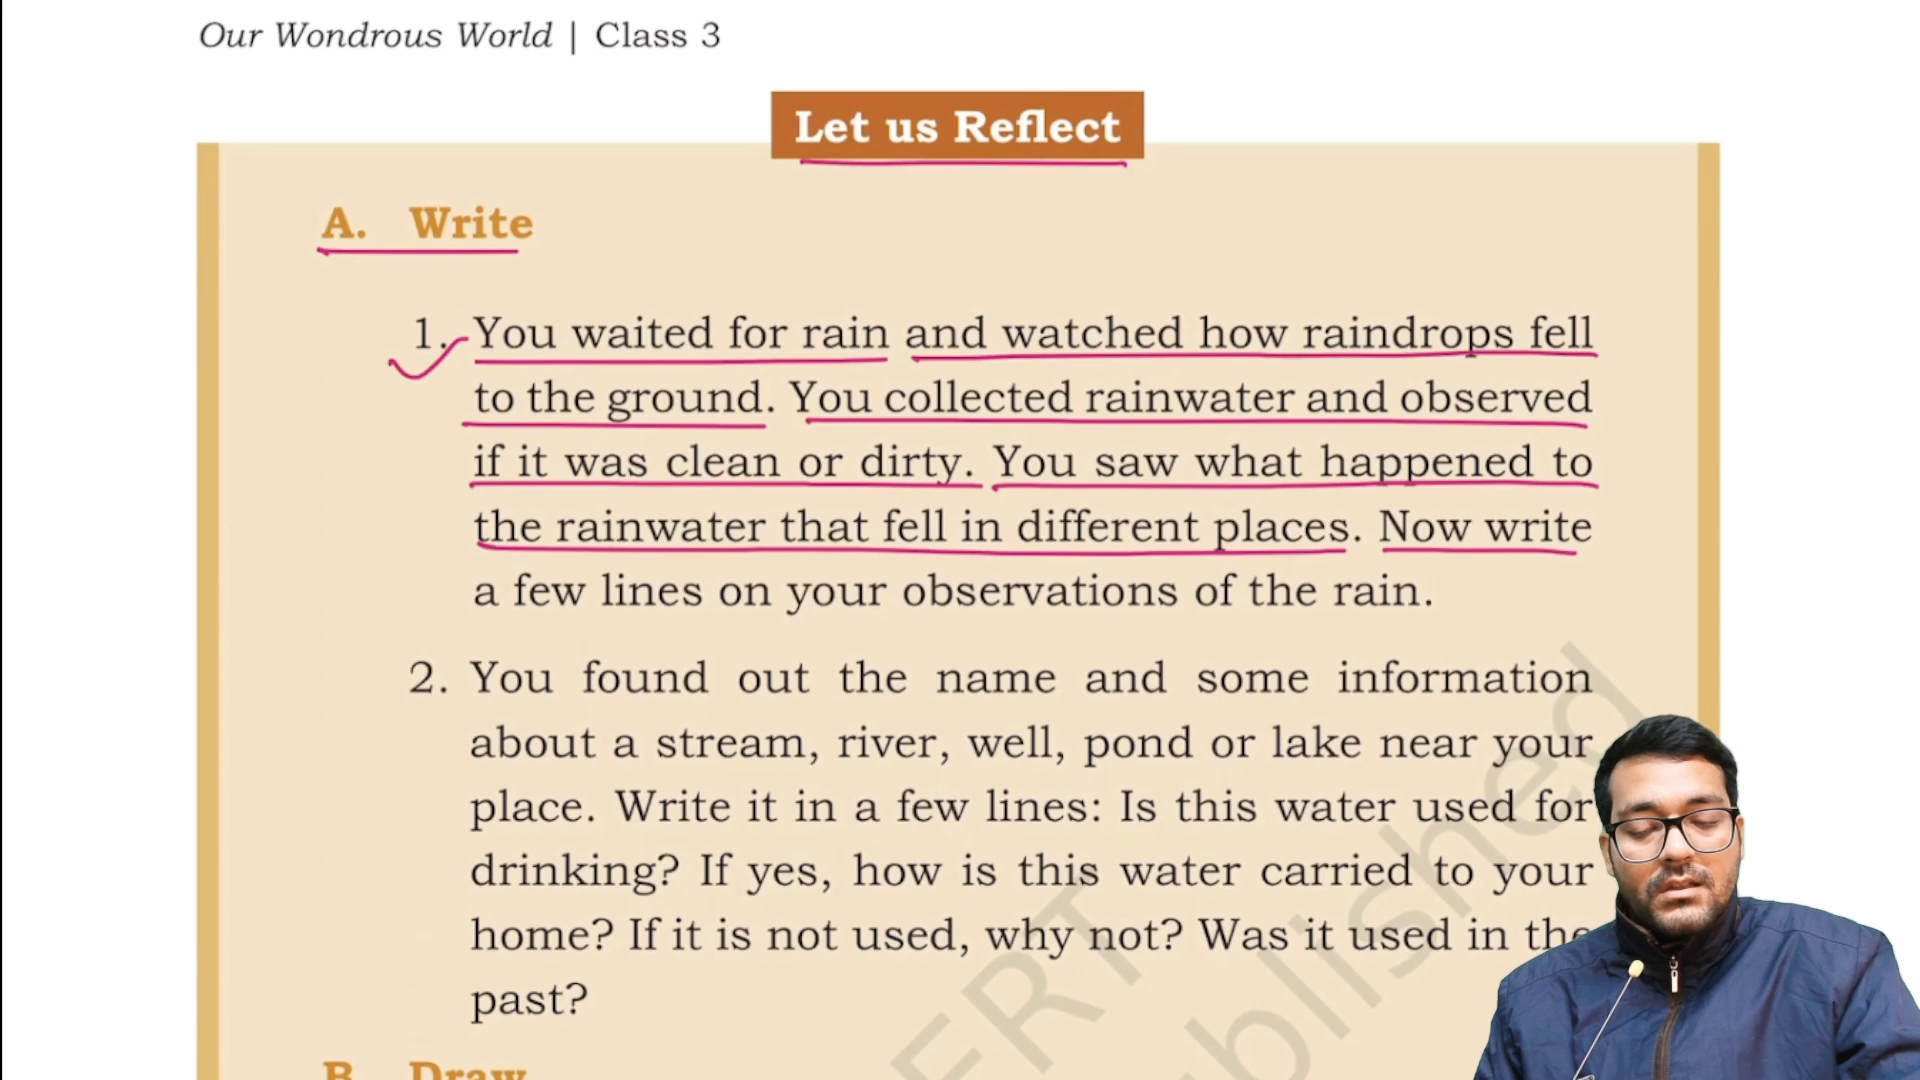 Our Wondrous World | Class 3
Let us Reflect
A. Write
1. You waited for rain and watched how raindrops fell
to the ground. You collected rainwater and observed
if it was clean or dirty. You saw what happened to
the rainwater that fell in different places. Now write
a few lines on your observations of the rain.
2. You found out the name and some information
about a stream, river, well, pond or lake near your
place. Write it in a few lines: Is this water used for
drinking? If yes, how is this water carried to your
home? If it is not used, why not? Was it used in the
past?
B. Draw